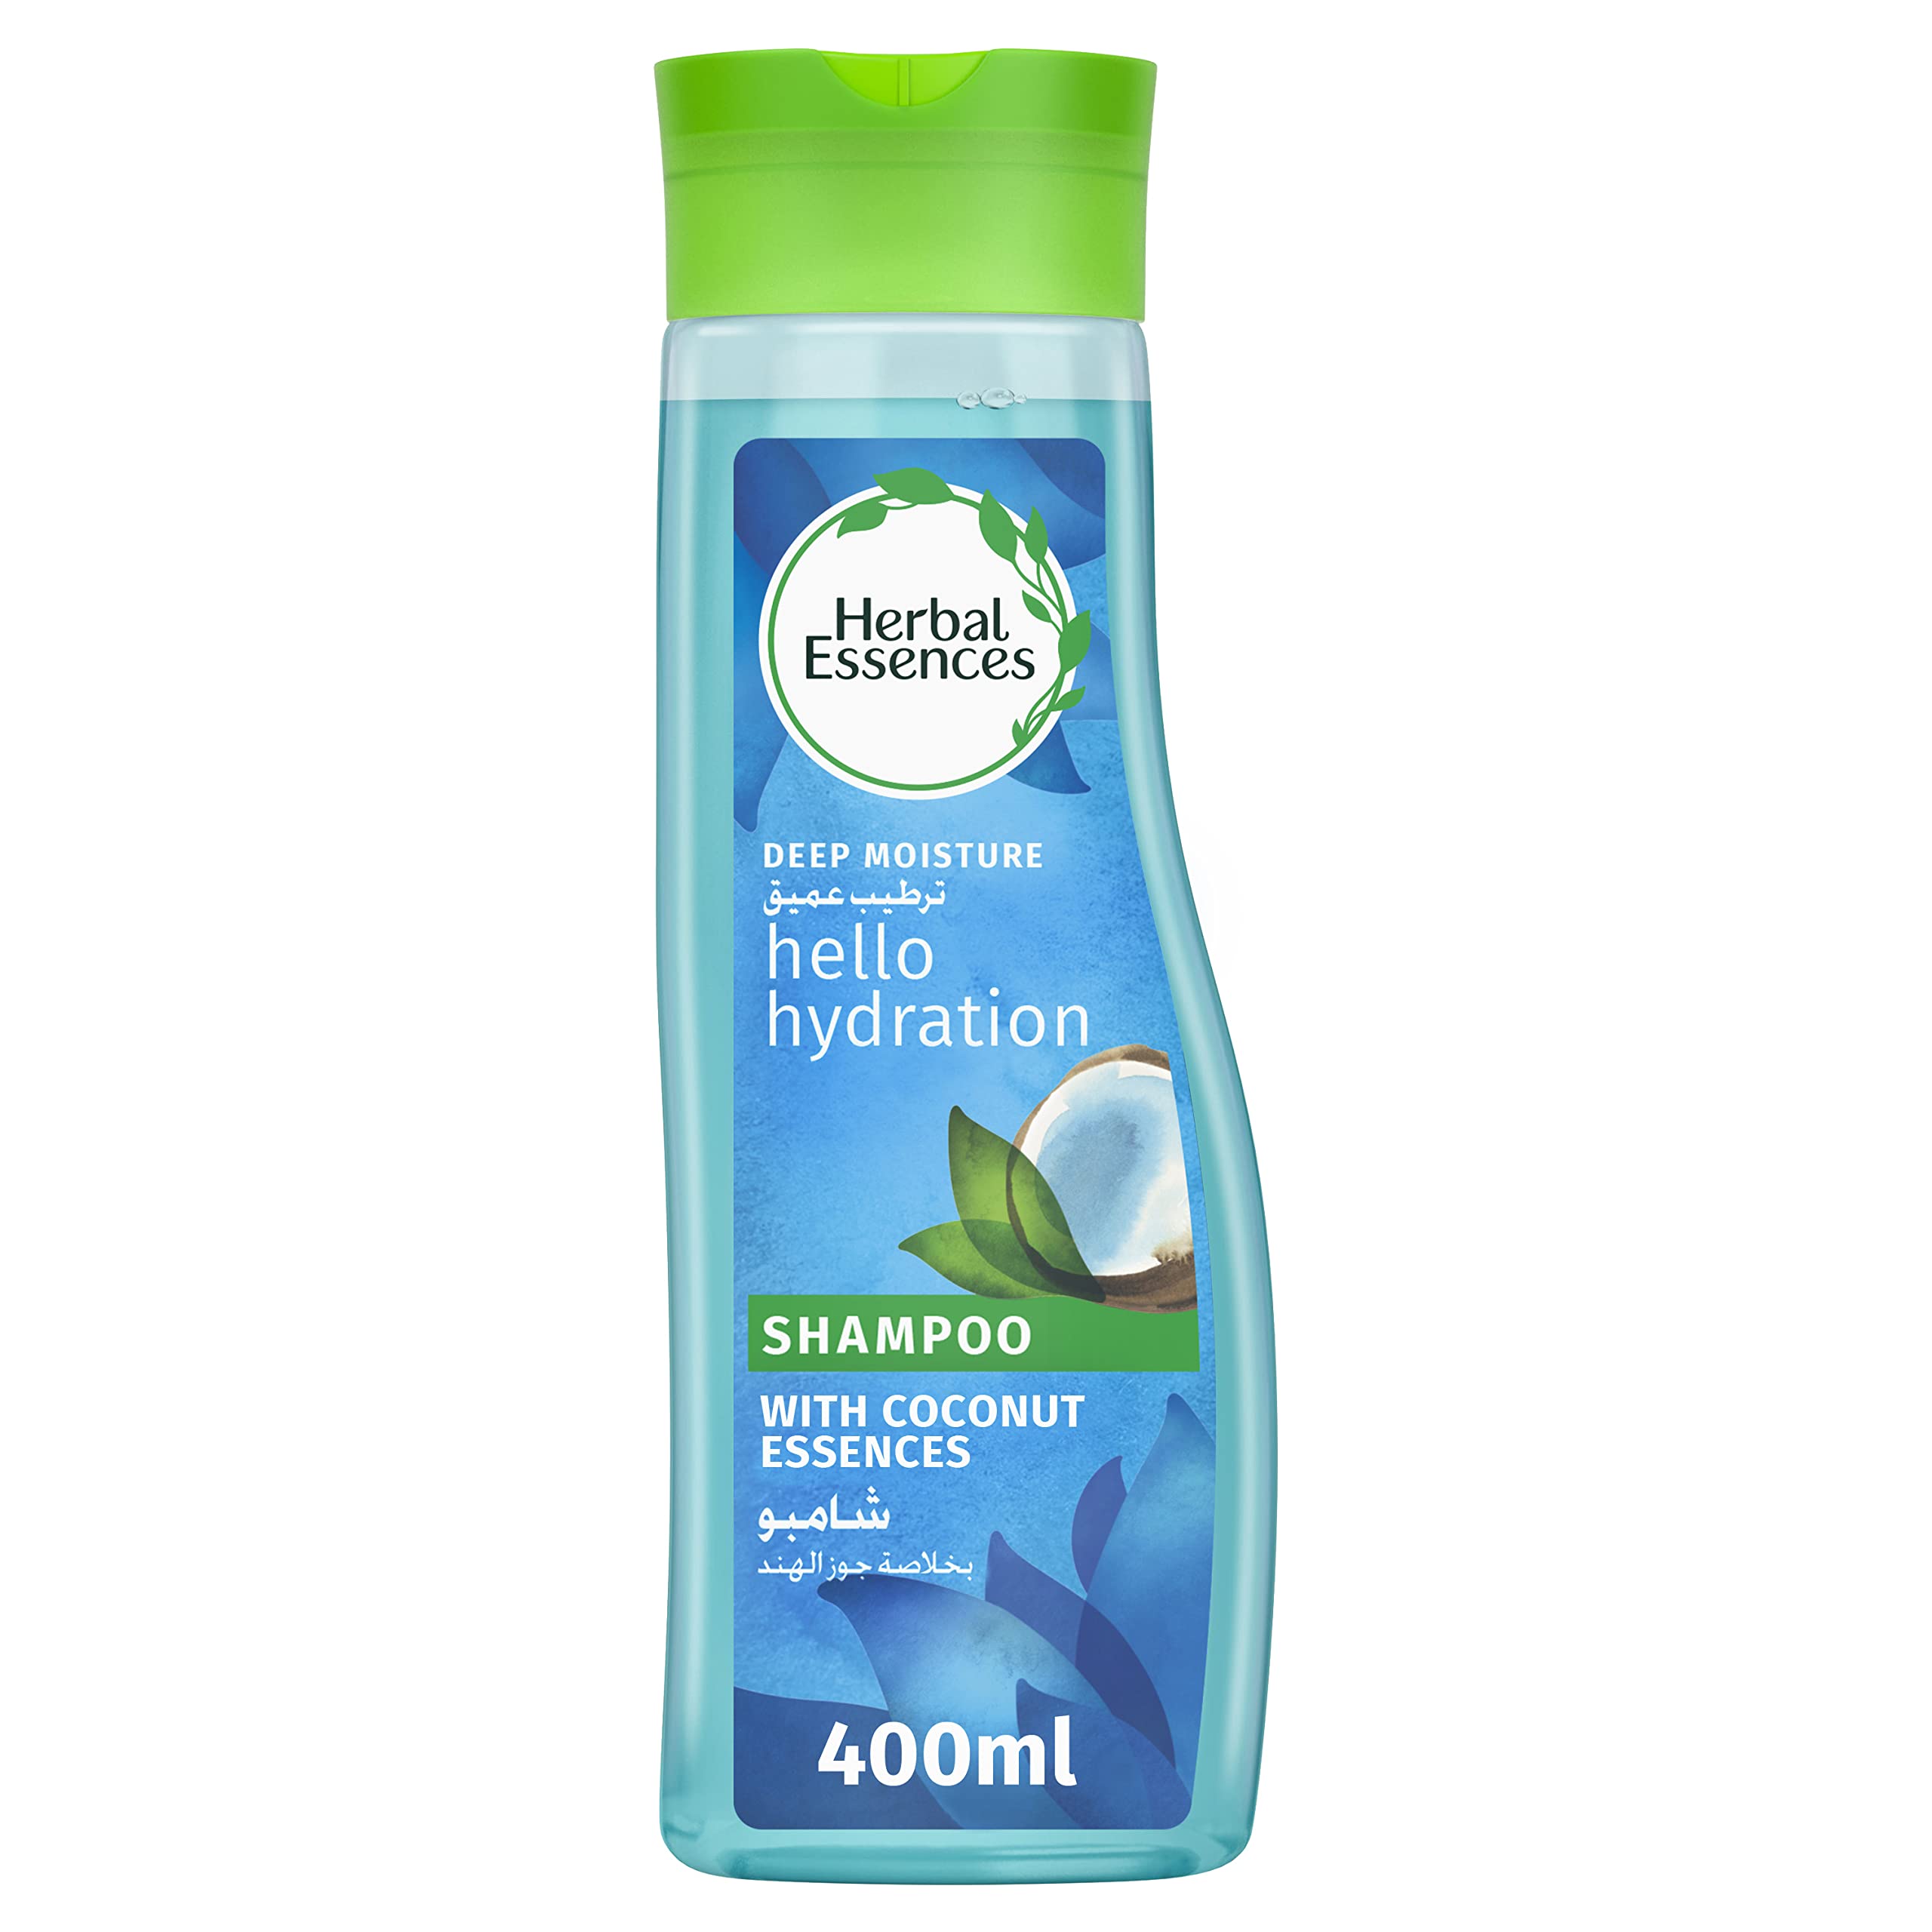 Herbal
Essences
DEEP MOISTURE
ترطيب عميق
hello
hydration
SHAMPOO
WITH COCONUT
ESSENCES
شامبو
بخلاصة جوز الهند
400ml